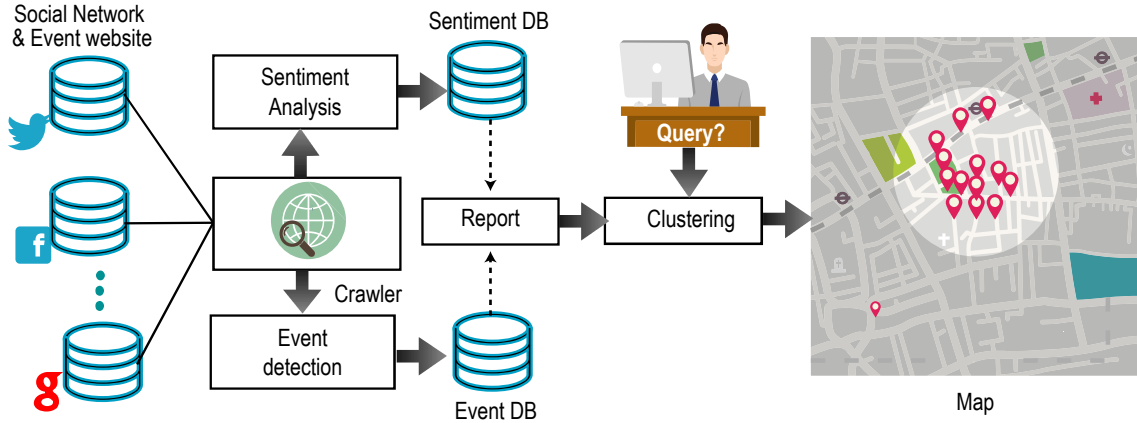 Social Network
& Event website
Sentiment
Analysis
Sentiment DB
Query?
f
Report
Clustering
Crawler
Event
detection
g
Event DB
Map